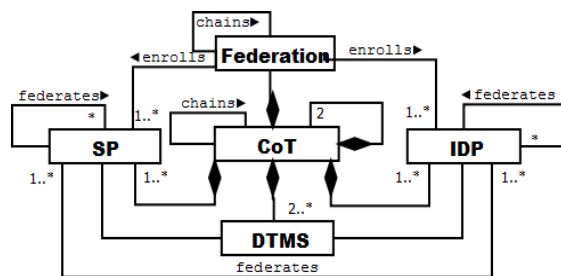 chains►
Federation
◄enrolls
enrolls►
federates►
* 1..*
chains►
2
1..*
◄federates
SP
CoT
IDP
*
1..* 1..* 1..* 1..*
2..*
DTMS
federates